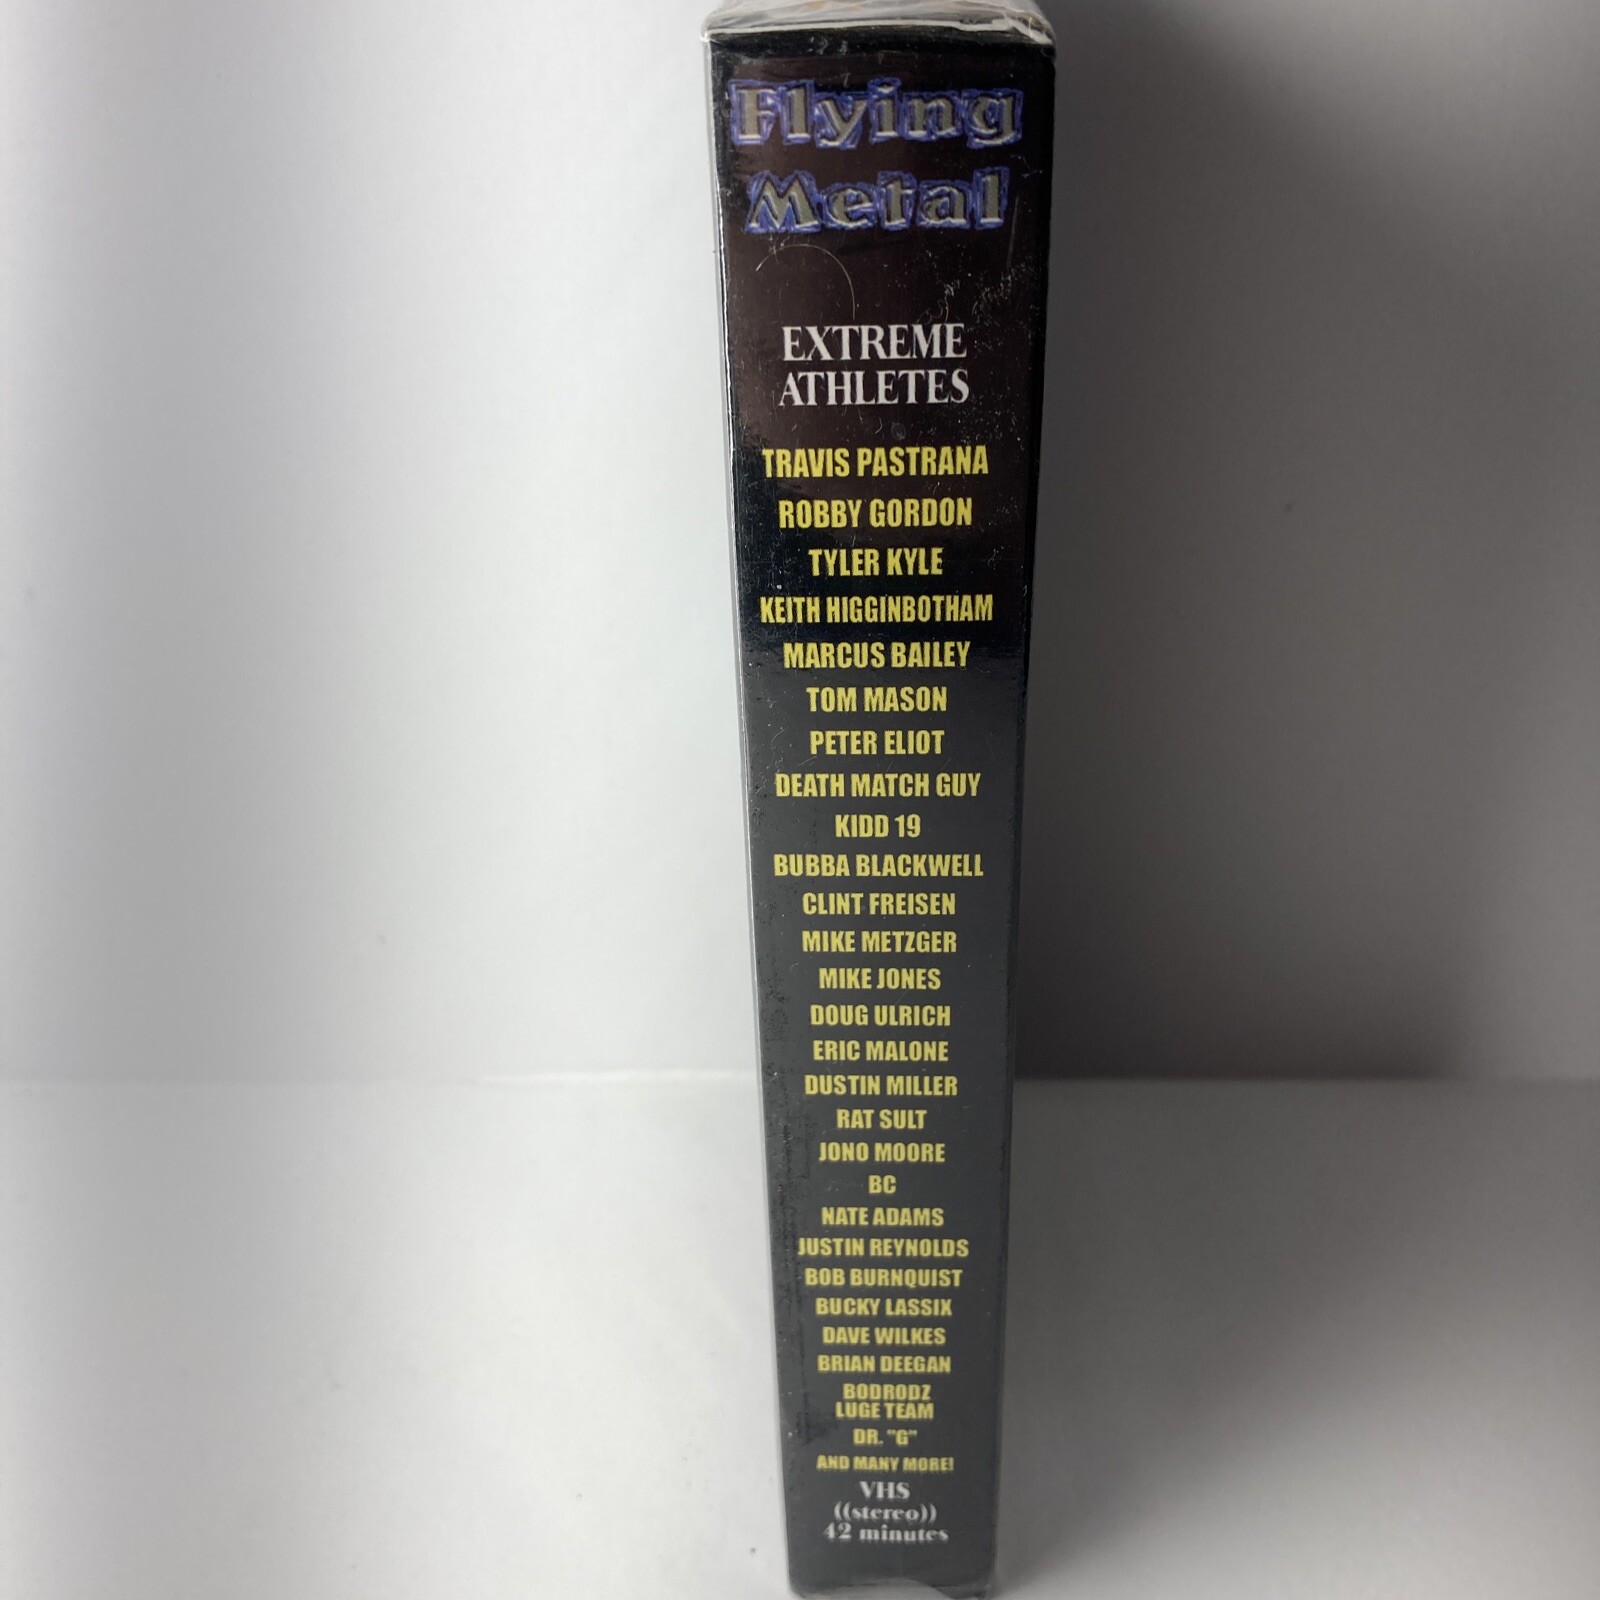 Flying
Metal
EXTREME
ATHLETES
TRAVIS PASTRANA
ROBBY GORDON
TYLER KYLE
KEITH HIGGINBOTHAM
MARCUS BAILEY
TOM MASON
PETER ELIOT
DEATH MATCH GUY
KIDD 19
BUBBA BLACKWELL
CLINT FREISEN
MIKE METZGER
MIKE JONES
DOUG ULRICH
ERIC MALONE
DUSTIN MILLER
RAT SULT
JONO MOORE
BC
NATE ADAMS
JUSTIN REYNOLDS
BOB BURNQUIST
BUCKY LASSIX
DAVE WILKES
BRIAN DEEGAN
BODRODZ
LUGE TEAM
DR. "G"
AND MANY MORE!
VHS
((stereo))
42 minutes